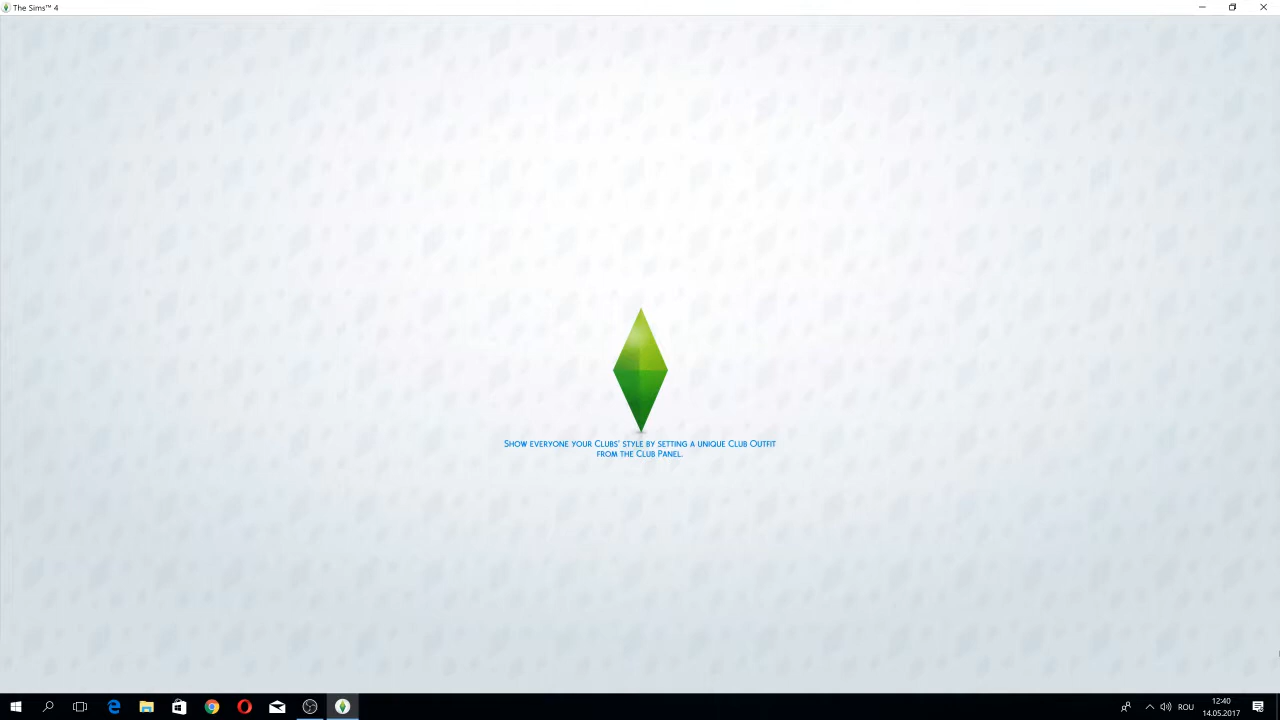 The Sims™ 4
Show everyone your Clubs' style by setting a unique Club Outfit
from the Club Panel.
ROU
12:40
14.05.2017